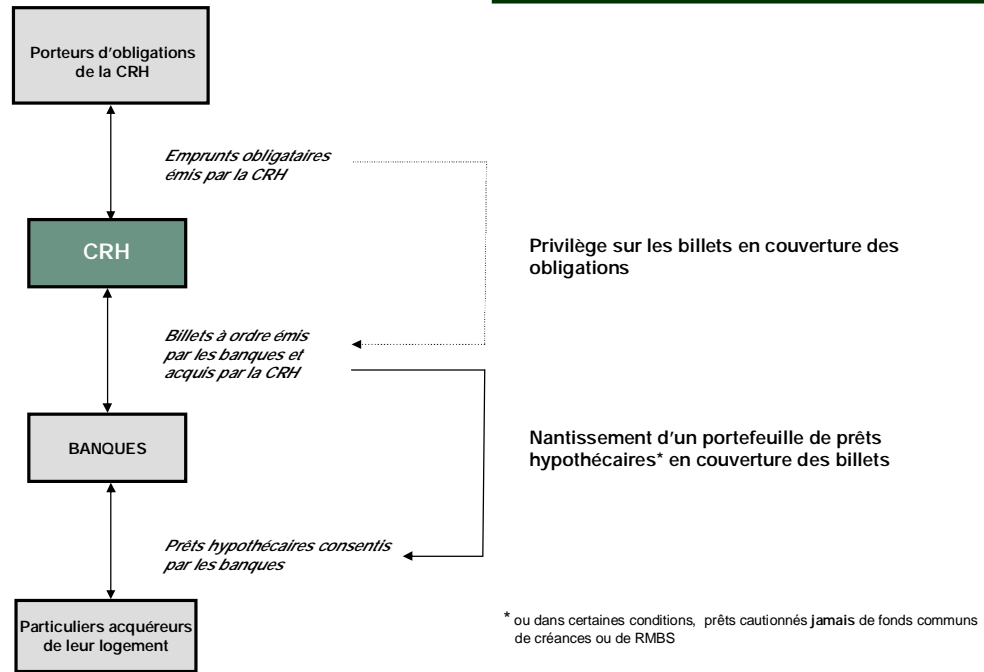 Porteurs d'obligations
de la CRH
Emprunts obligataires
émis par la CRH
CRH
Privilège sur les billets en couverture des
obligations
Billets à ordre émis
par les banques et
acquis par la CRH
BANQUES
Nantissement d'un portefeuille de prêts
hypothécaires* en couverture des billets
Prêts hypothécaires consentis
par les banques
Particuliers acquéreurs
de leur logement
* ou dans certaines conditions, prêts cautionnés jamais de fonds communs
de créances ou de RMBS